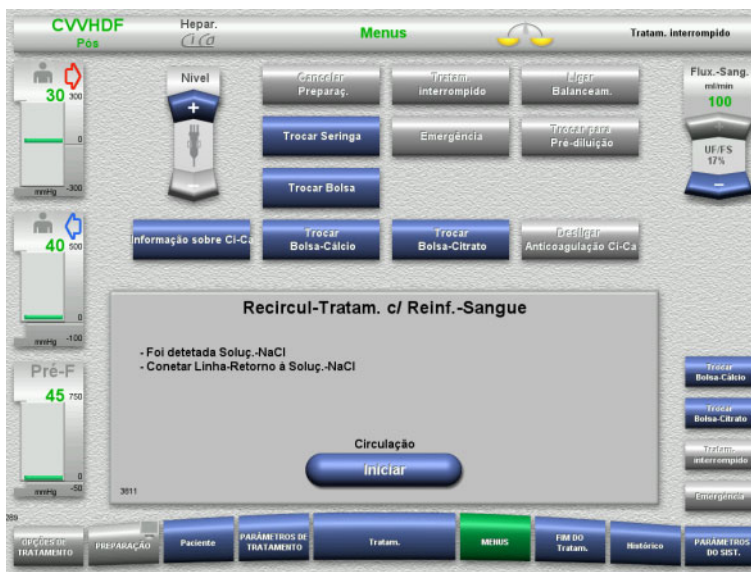 CVVHDF
Pós
Hepar.
Ci Ca
Menus
Tratam. interrompido
30
300
0
mmHg
-300
Nível
+
Cancelar
Preparaç.
Tratam.
interrompido
Ligar
Balanceam.
Trocar Seringa
Emergência
Trocar para
Pré-diluição
Trocar Bolsa
Flux.-Sang.
ml/min
100
UF/FS
17%
40
500
0
mmHg
-100
Informação sobre Ci-Ca
Trocar
Bolsa-Cálcio
Trocar
Bolsa-Citrato
Desligar
Anticoagulação Ci-Ca
Recircul-Tratam. c/ Reinf.-Sangue
- Foi detetada Soluç.-NaCl
- Conetar Linha-Retorno à Soluç.-NaCl
Circulação
Iniciar
3811
Pré-F
45
750
0
mmHg
-50
Trocar
Bolsa-Cálcio
Trocar
Bolsa-Citrato
Tratam.
interrompido
Emergência
OPÇÕES DE
TRATAMENTO
PREPARAÇÃO
Paciente
PARÂMETROS DE
TRATAMENTO
Tratam.
MENUS
FIM DO
Tratam.
Histórico
PARÂMETROS
DO SIST.